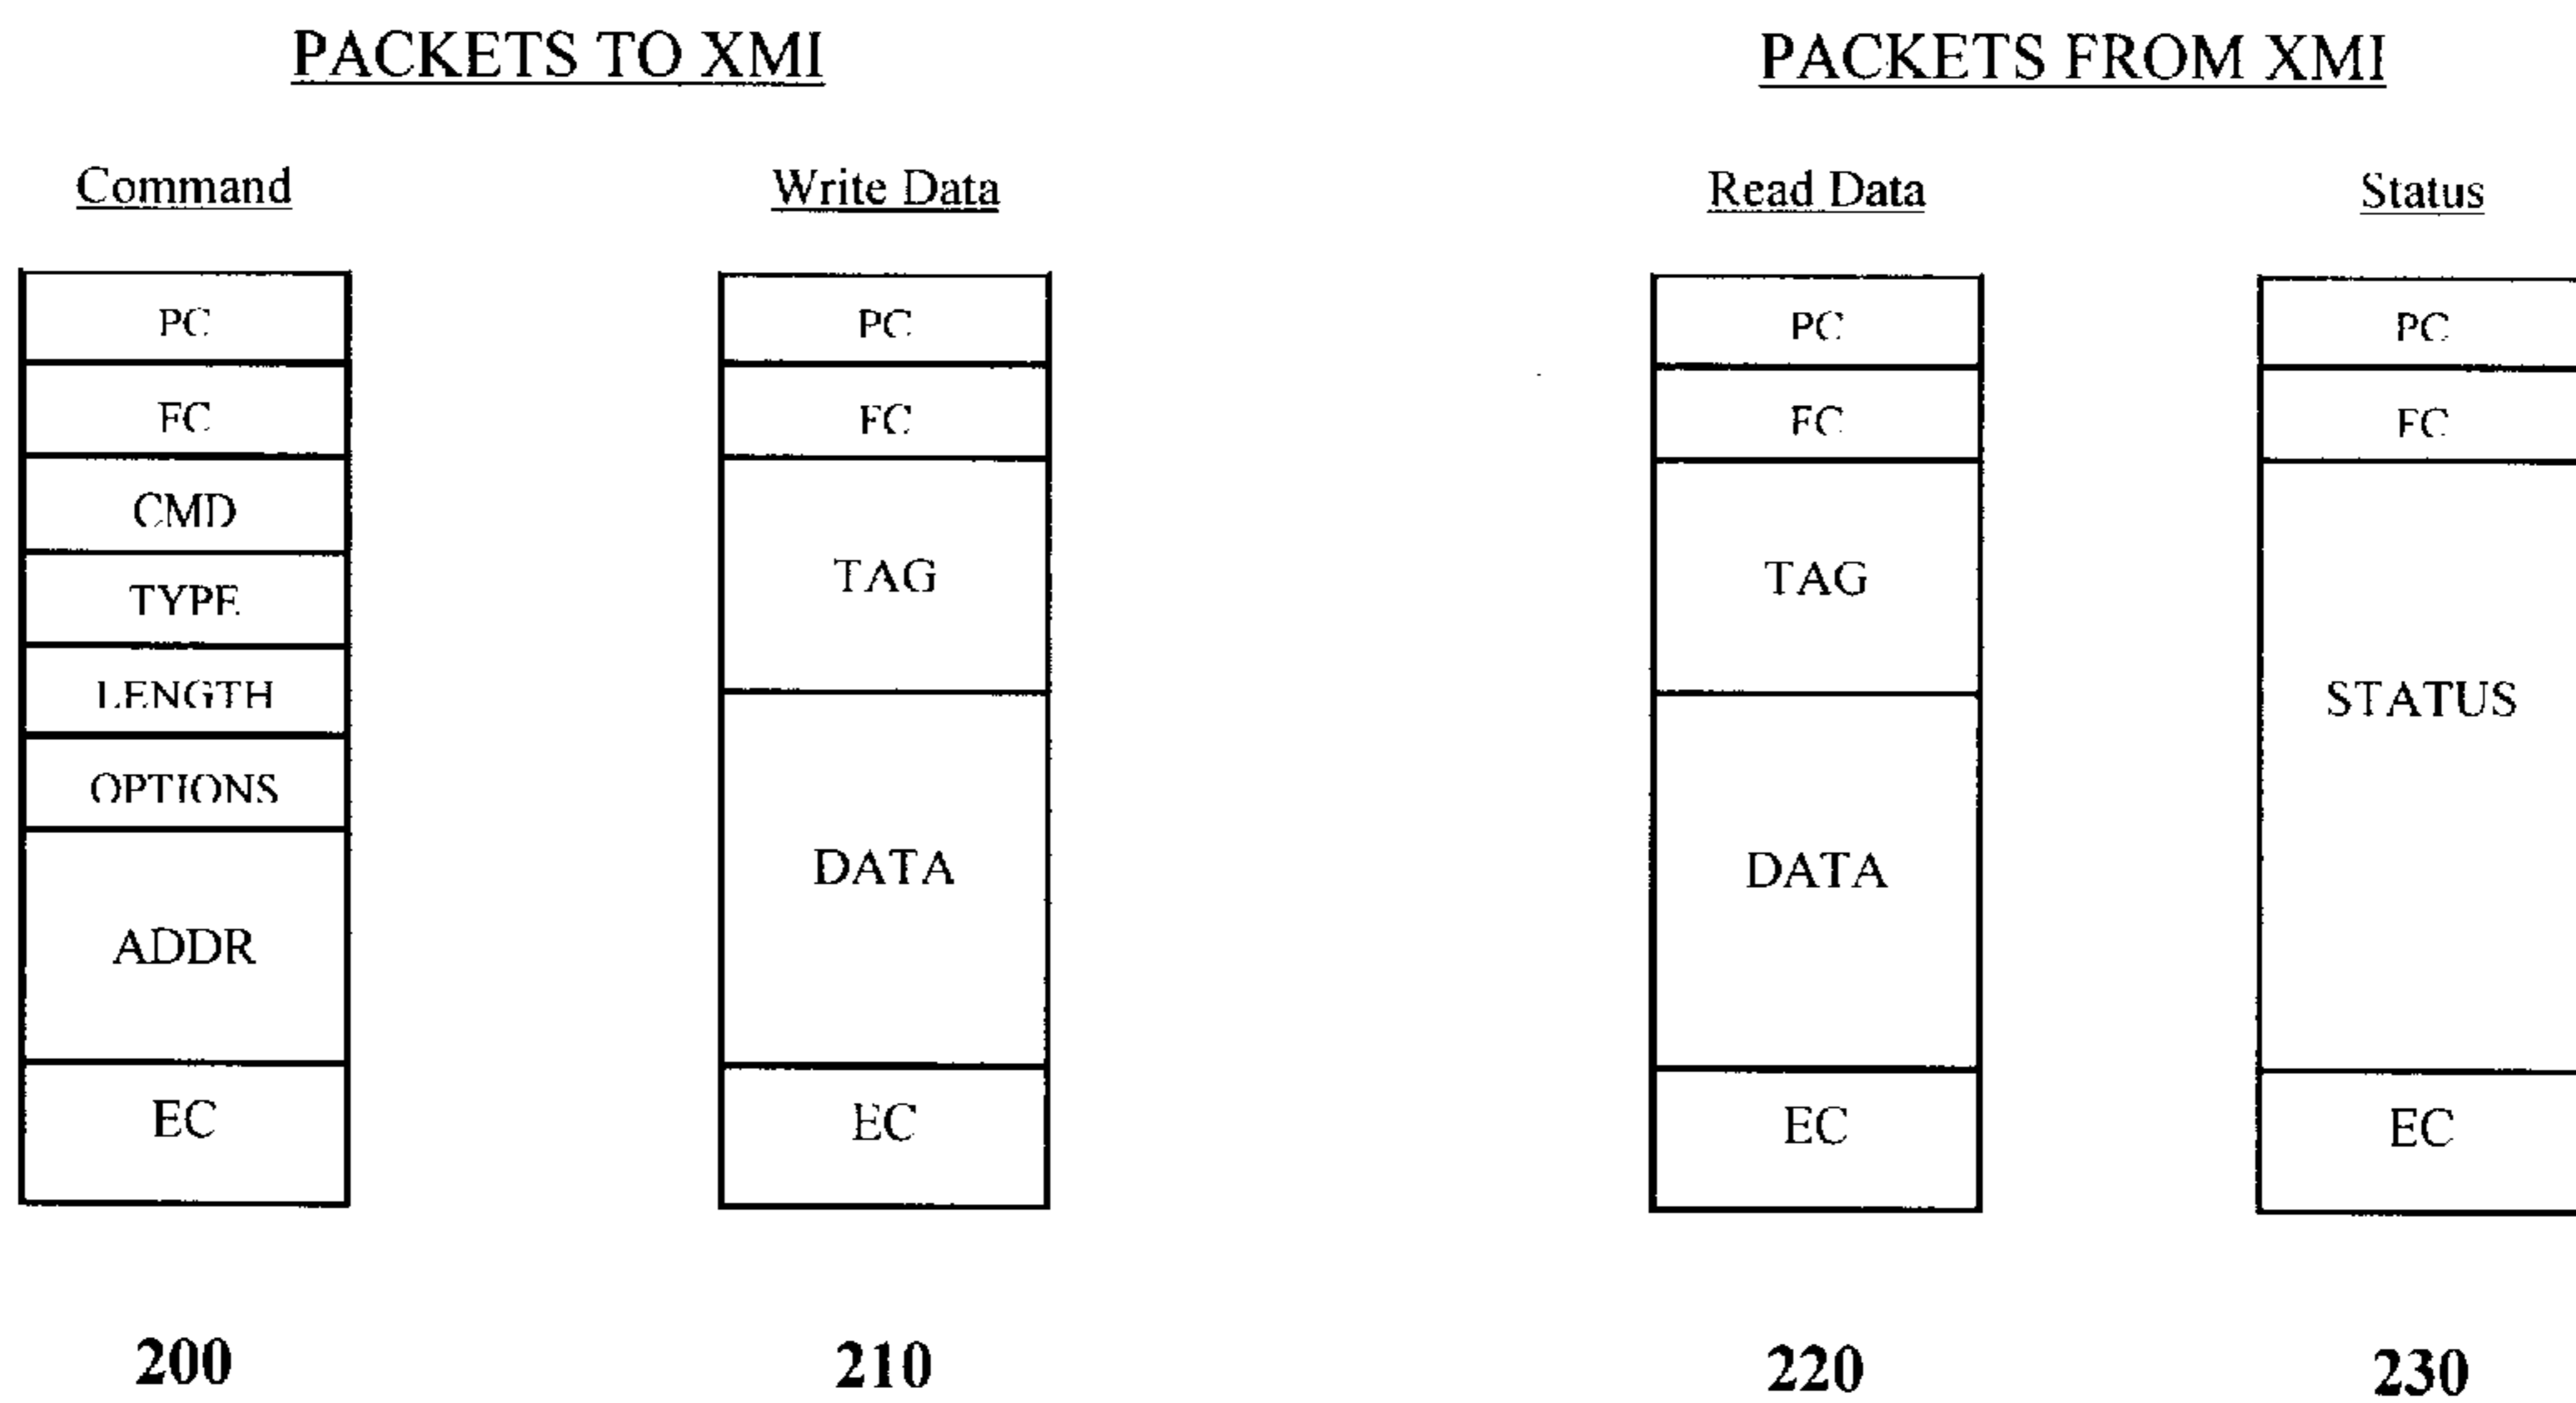 PACKETS TO XMI
PACKETS FROM XMI
Command
Write Data
Read Data
Status
PC
FC
CMD
TYPE
LENGTH
OPTIONS
ADDR
EC
PC
FC
TAG
DATA
EC
PC
FC
TAG
DATA
EC
PC
FC
STATUS
EC
200
210
220
230